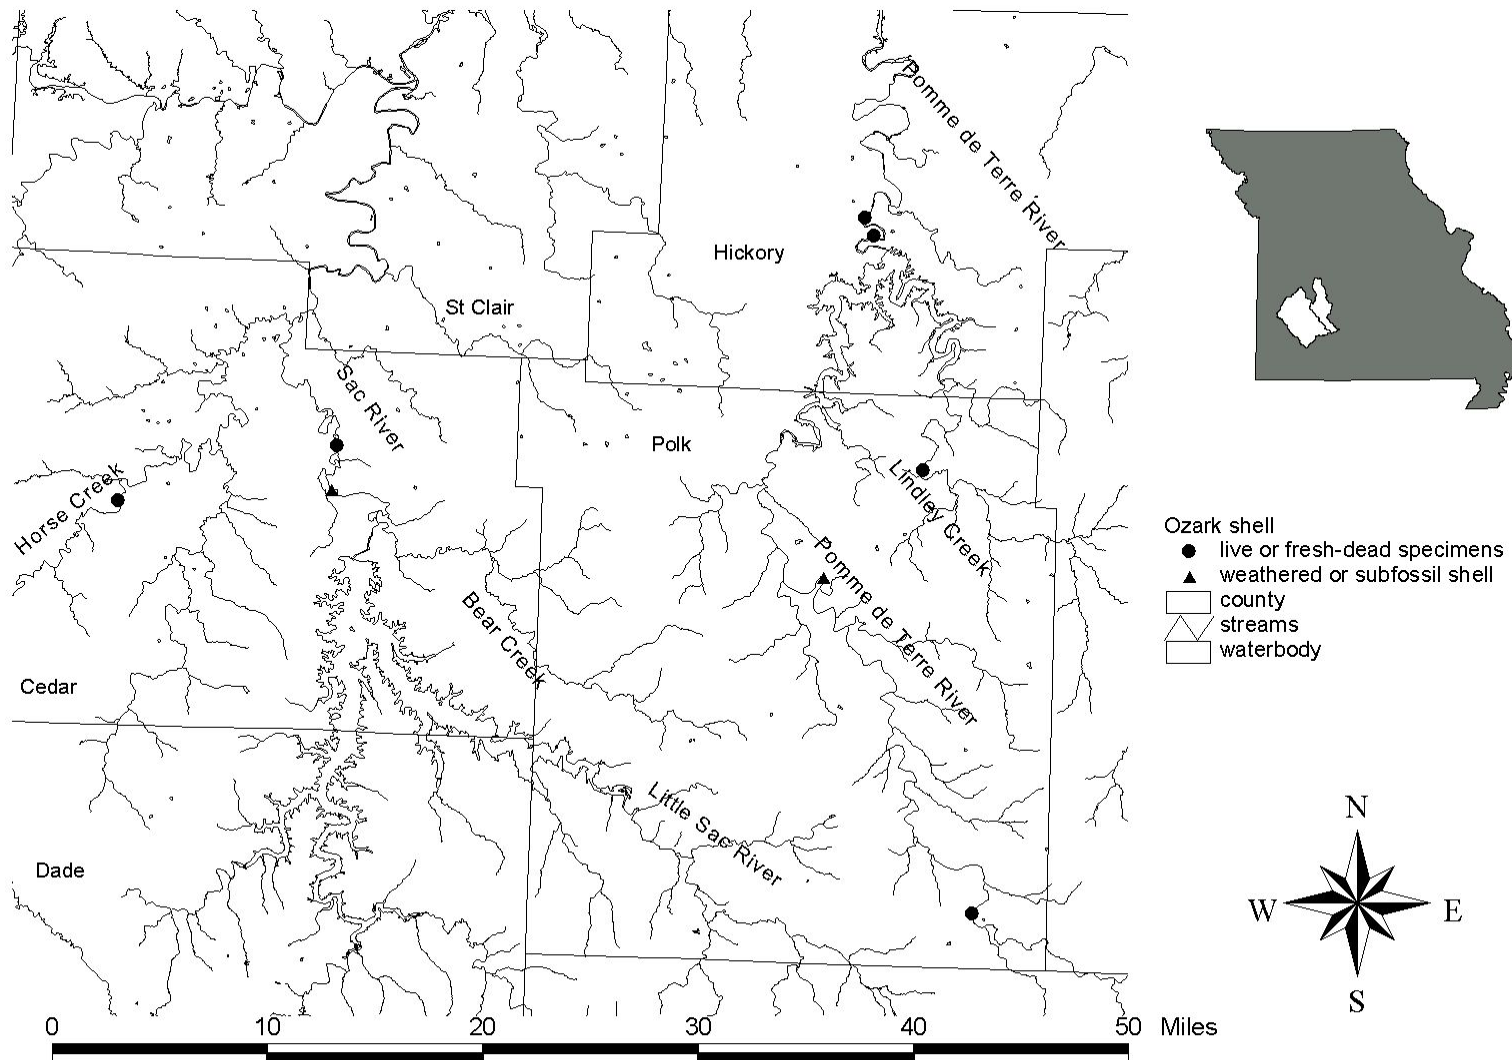 Pomme de Terre River
Hickory
St Clair
Sac River
Polk
Horse Creek
Lindley Creek
Pomme de Terre River
Bear Creek
Cedar
Little Sac River
Dade
Ozark shell
live or fresh-dead specimens
weathered or subfossil shell
county
streams
waterbody
N
W E
S
0 10 20 30 40 50 Miles